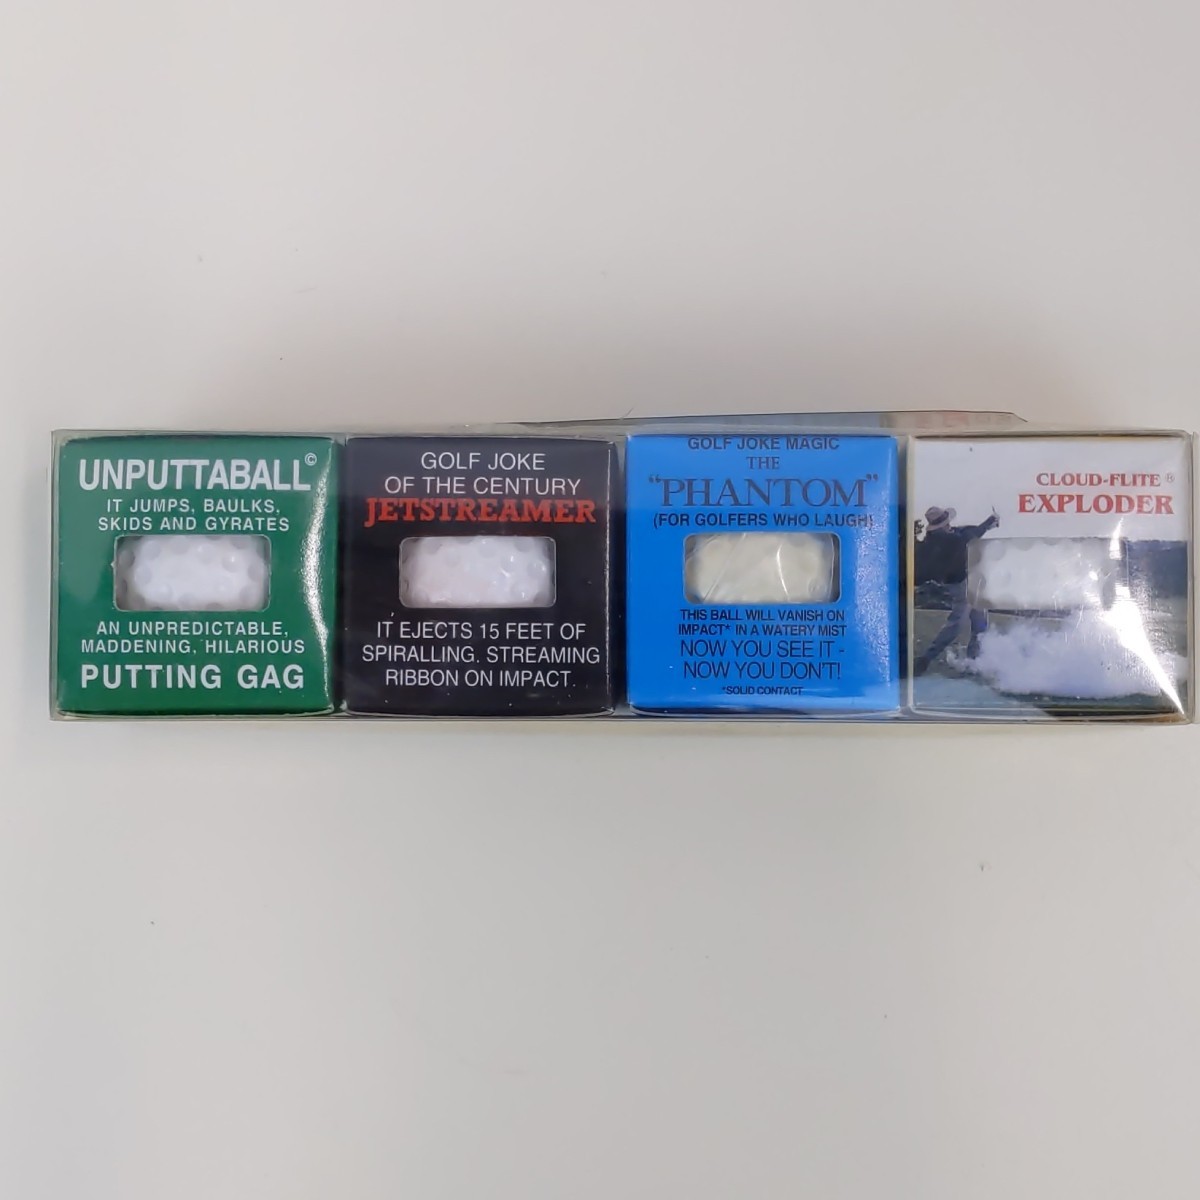 UNPUTTABALL©
IT JUMPS, BAULKS,
SKIDS AND GYRATES
AN UNPREDICTABLE,
MADDENING, HILARIOUS
PUTTING GAG
GOLF JOKE
OF THE CENTURY
JETSTREAMER
IT EJECTS 15 FEET OF
SPIRALLING, STREAMING
RIBBON ON IMPACT.
GOLF JOKE MAGIC
THE
"PHANTOM"
(FOR GOLFERS WHO LAUGH)
THIS BALL WILL VANISH ON
IMPACT* IN A WATERY MIST
NOW YOU SEE IT -
NOW YOU DON'T!
*SOLID CONTACT
CLOUD-FLITE®
EXPLODER